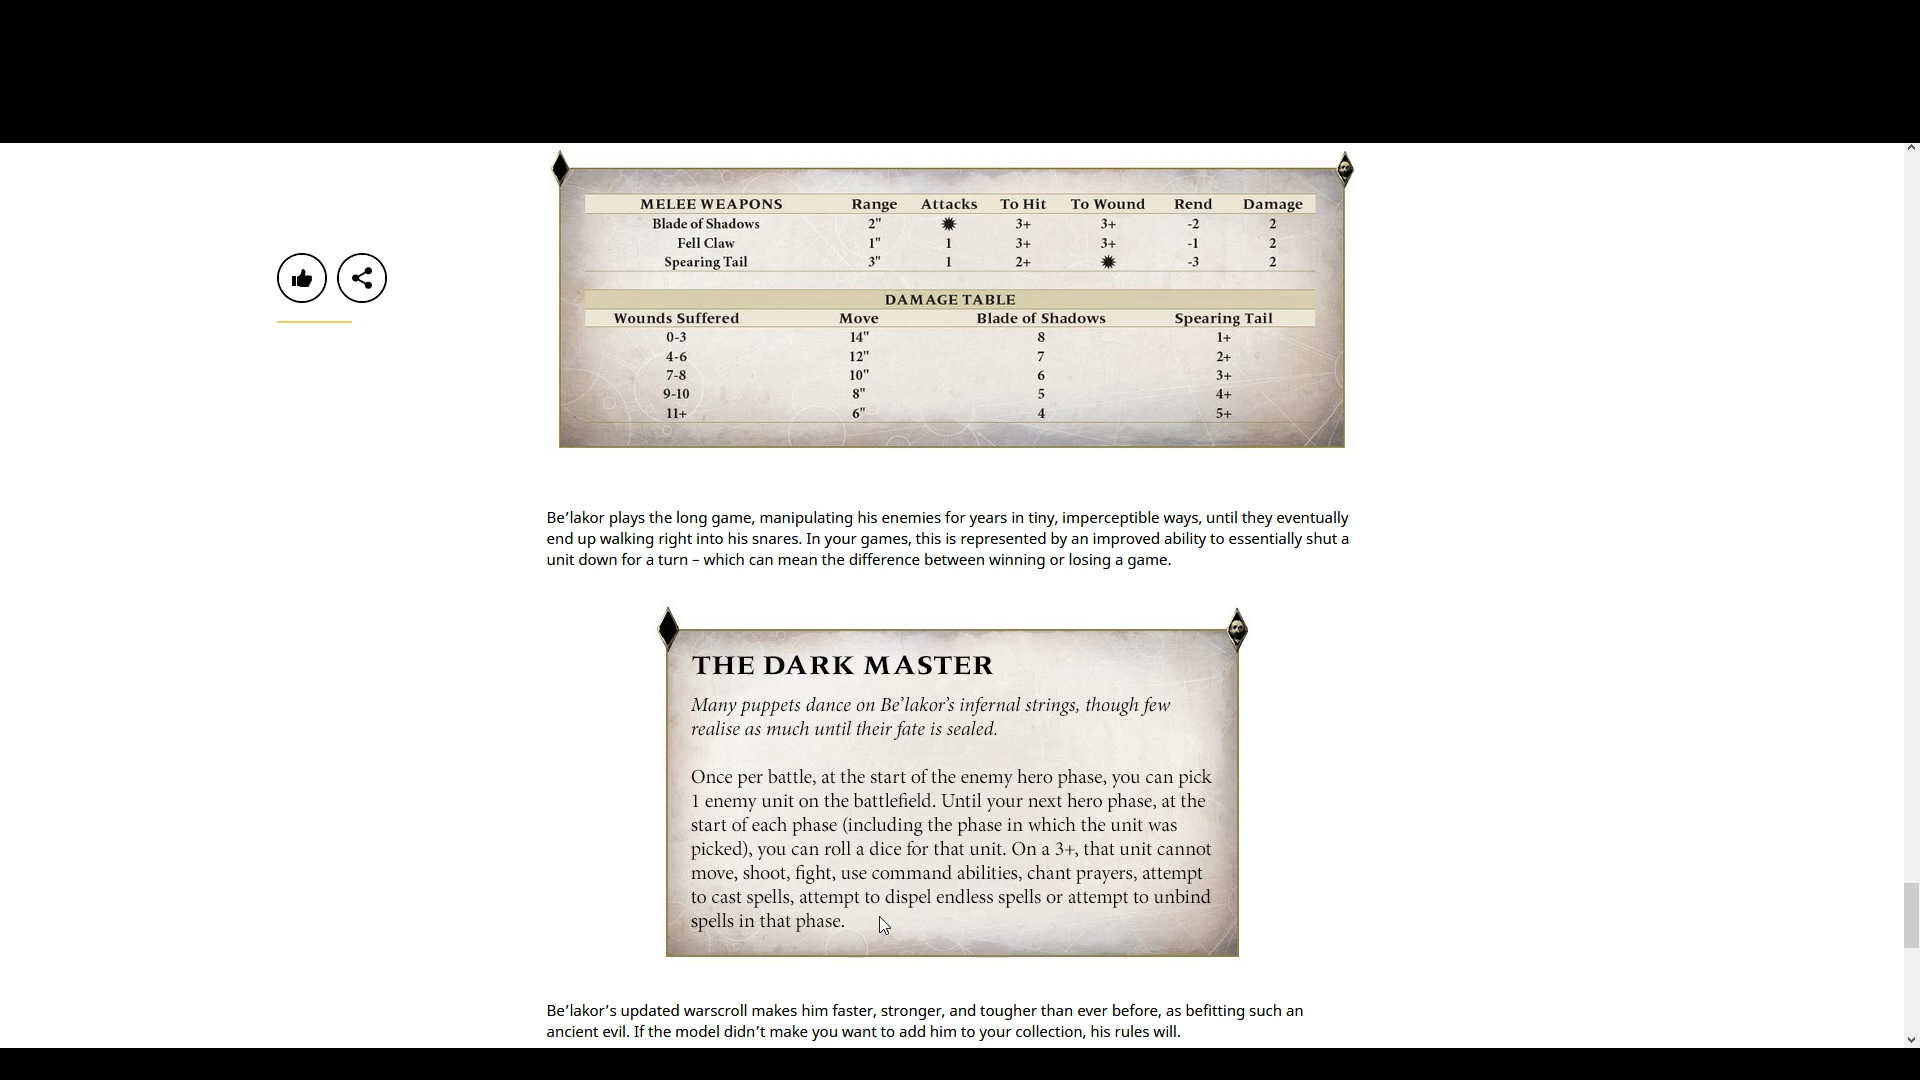 MELEE WEAPONS Range Attacks To Hit To Wound Rend Damage
Blade of Shadows 2" ✹ 3+ 3+ -2 2
Fell Claw 1" 1 3+ 3+ -1 2
Spearing Tail 3" 1 2+ ✹ -3 2
DAMAGE TABLE
Wounds Suffered Move Blade of Shadows Spearing Tail
0-3 14" 8 1+
4-6 12" 7 2+
7-8 10" 6 3+
9-10 8" 5 4+
11+ 6" 4 5+
Be’lakor plays the long game, manipulating his enemies for years in tiny, imperceptible ways, until they eventually
end up walking right into his snares. In your games, this is represented by an improved ability to essentially shut a
unit down for a turn – which can mean the difference between winning or losing a game.
THE DARK MASTER
Many puppets dance on Be’lakor’s infernal strings, though few
realise as much until their fate is sealed.
Once per battle, at the start of the enemy hero phase, you can pick
1 enemy unit on the battlefield. Until your next hero phase, at the
start of each phase (including the phase in which the unit was
picked), you can roll a dice for that unit. On a 3+, that unit cannot
move, shoot, fight, use command abilities, chant prayers, attempt
to cast spells, attempt to dispel endless spells or attempt to unbind
spells in that phase.
Be’lakor’s updated warscroll makes him faster, stronger, and tougher than ever before, as befitting such an
ancient evil. If the model didn’t make you want to add him to your collection, his rules will.